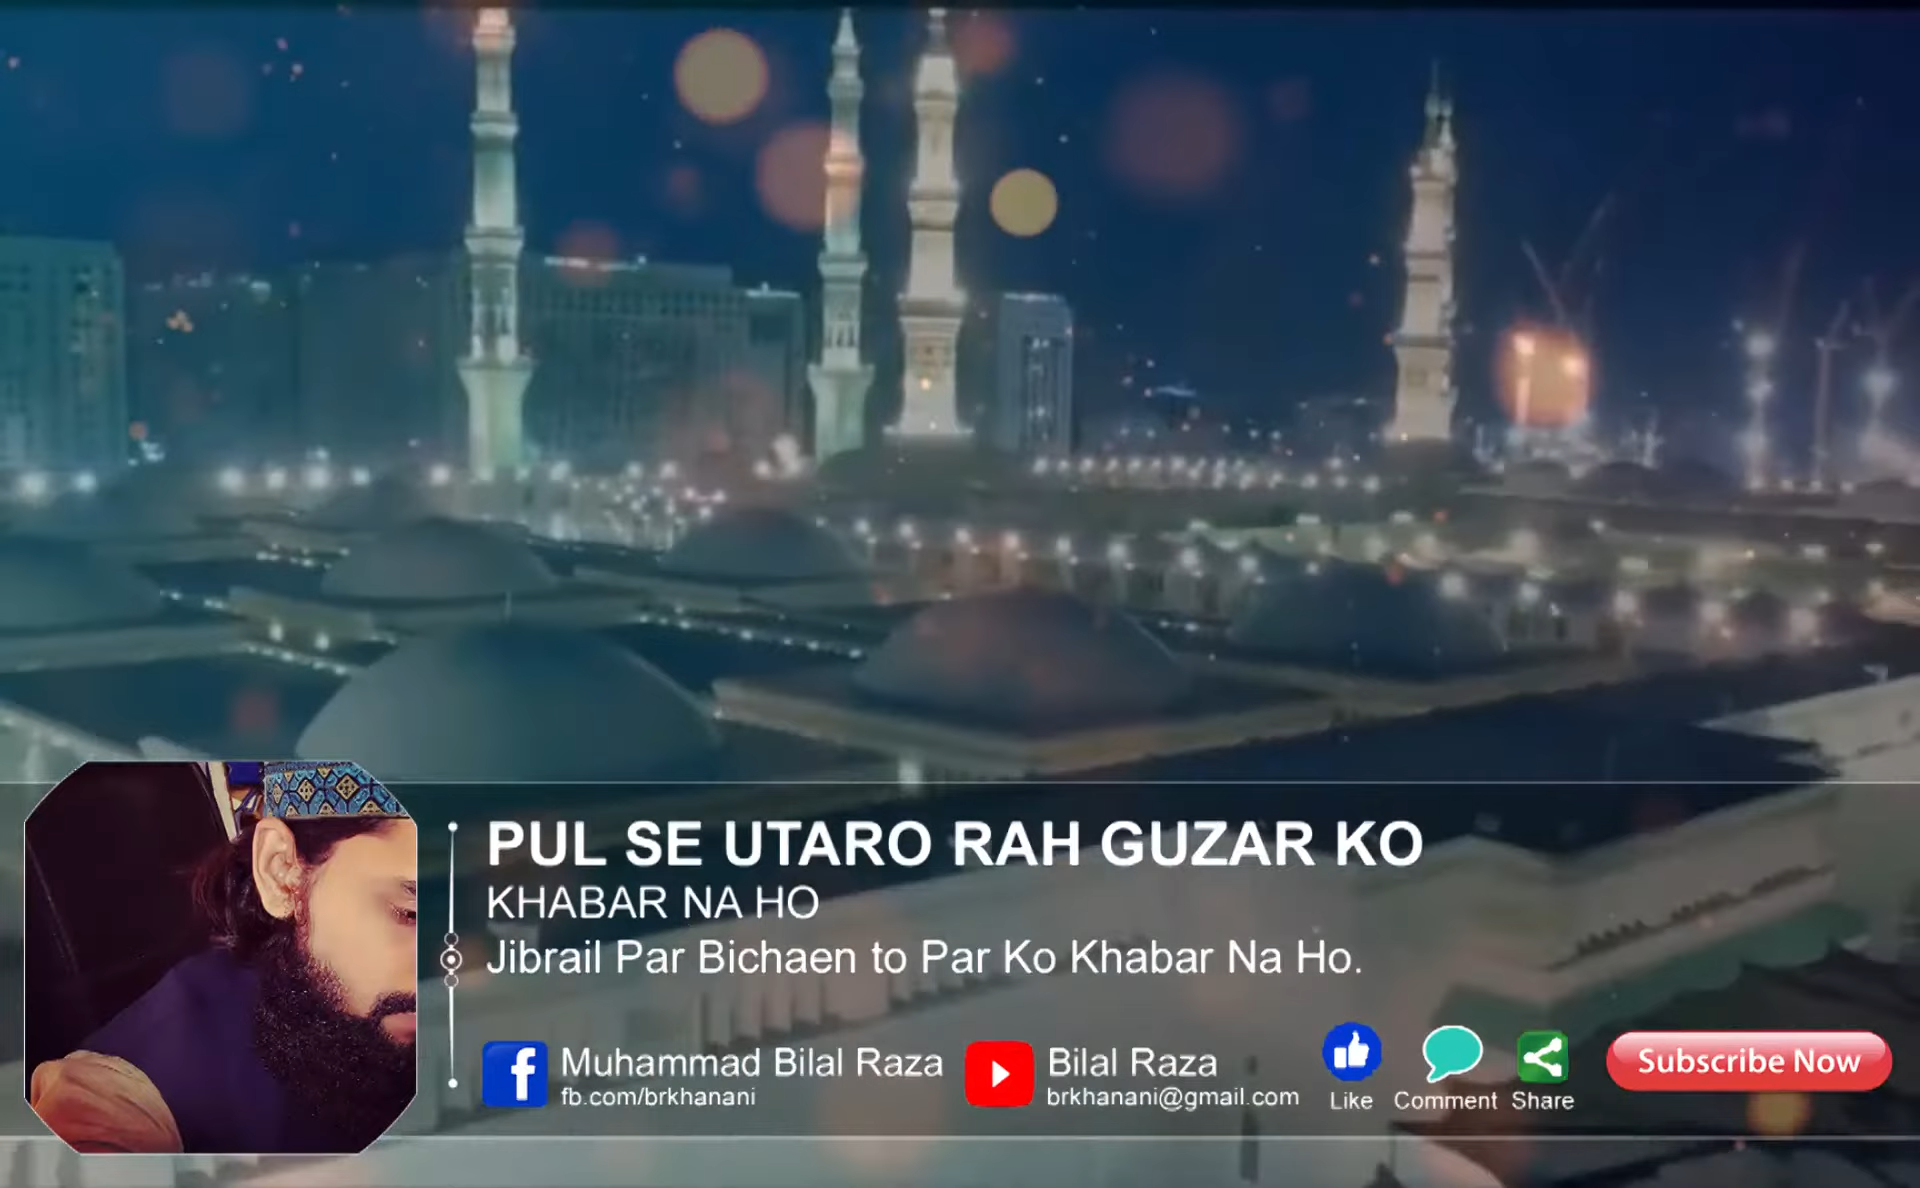 PUL SE UTARO RAH GUZAR KO
KHABAR NA HO
Jibrail Par Bichaen to Par Ko Khabar Na Ho.
f Muhammad Bilal Raza
fb.com/brkhanani
Bilal Raza
brkhanani@gmail.com
Like
Comment
Share
Subscribe Now